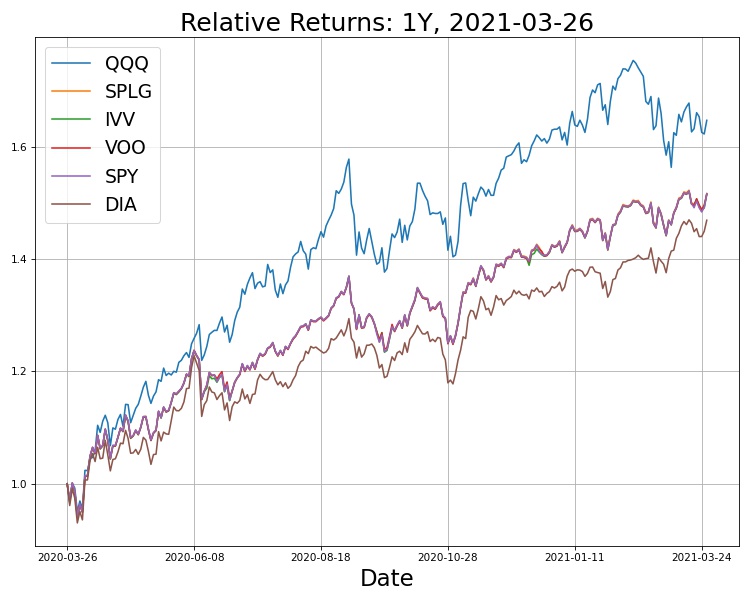 Relative Returns: 1Y, 2021-03-26
QQQ
SPLG
IVV
VOO
SPY
DIA
1.6
1.4
1.2
1.0
2020-03-26 2020-06-08 2020-08-18 2020-10-28 2021-01-11 2021-03-24
Date